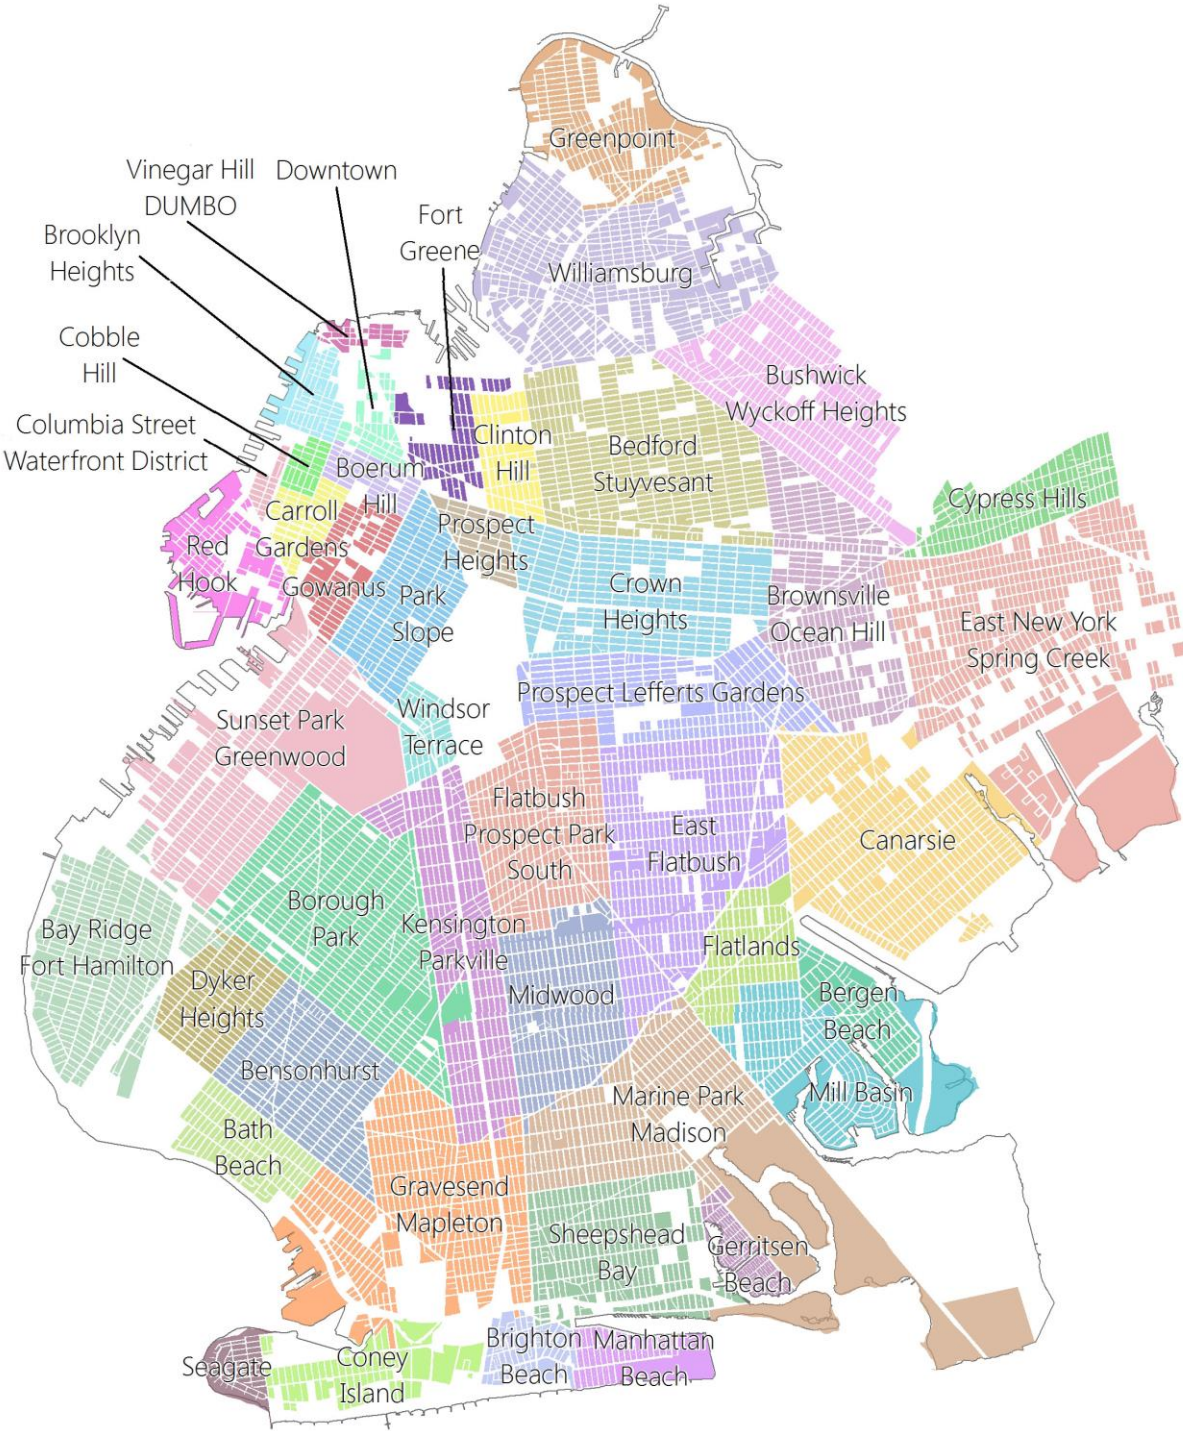 Greenpoint
Vinegar Hill
DUMBO
Downtown
Fort
Greene
Brooklyn
Heights
Williamsburg
Cobble
Hill
Bushwick
Wyckoff Heights
Columbia Street
Waterfront District
Clinton
Hill
Bedford
Stuyvesant
Boerum
Hill
Cypress Hills
Carroll
Gardens
Prospect
Heights
Red
Hook
Gowanus
Park
Slope
Crown
Heights
Brownsville
Ocean Hill
East New York
Spring Creek
Prospect Lefferts Gardens
Sunset Park
Greenwood
Windsor
Terrace
Flatbush
Prospect Park
South
East
Flatbush
Canarsie
Borough
Park
Kensington
Parkville
Bay Ridge
Fort Hamilton
Dyker
Heights
Flatlands
Midwood
Bergen
Beach
Bensonhurst
Mill Basin
Marine Park
Madison
Bath
Beach
Gravesend
Mapleton
Sheepshead
Bay
Gerritsen
Beach
Seagate
Coney
Island
Brighton
Beach
Manhattan
Beach